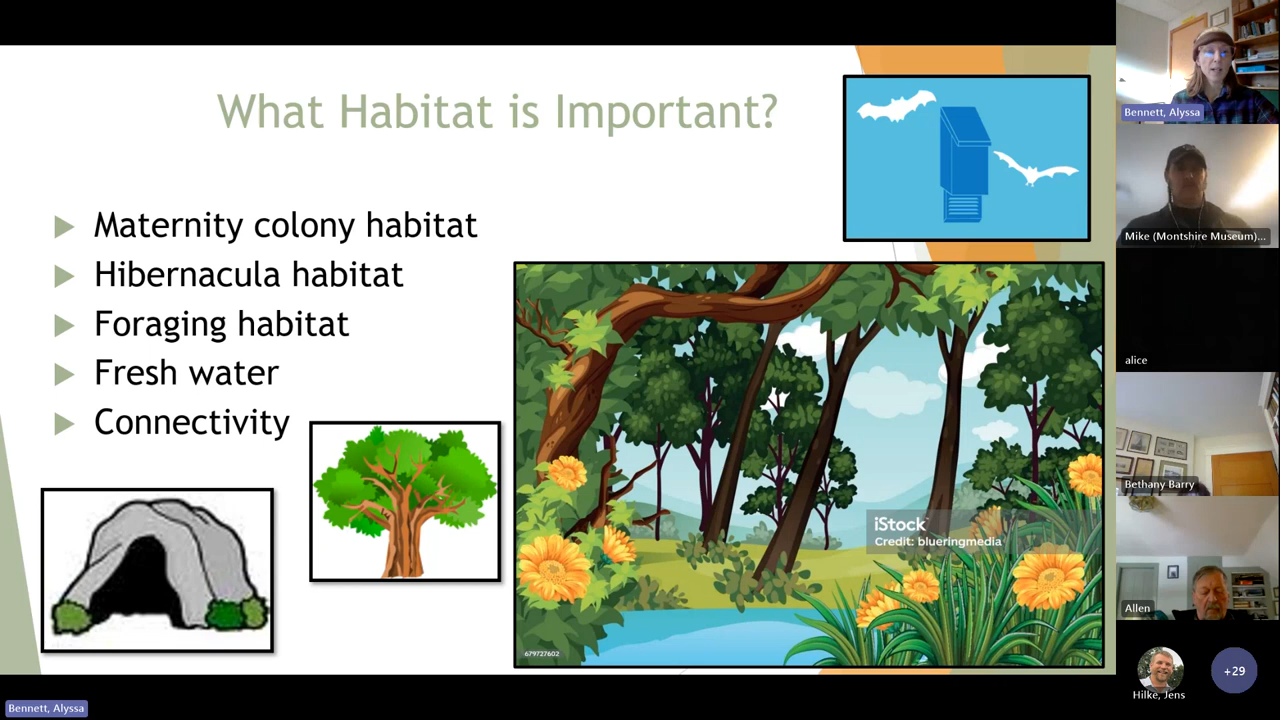 What Habitat is Important?
Maternity colony habitat
Hibernacula habitat
Foraging habitat
Fresh water
Connectivity
iStock
Credit: blueringmedia
679727602
Bennett, Alyssa
Mike (Montshire Museum)...
alice
Bethany Barry
Allen
Hilke, Jens
+29
Bennett, Alyssa